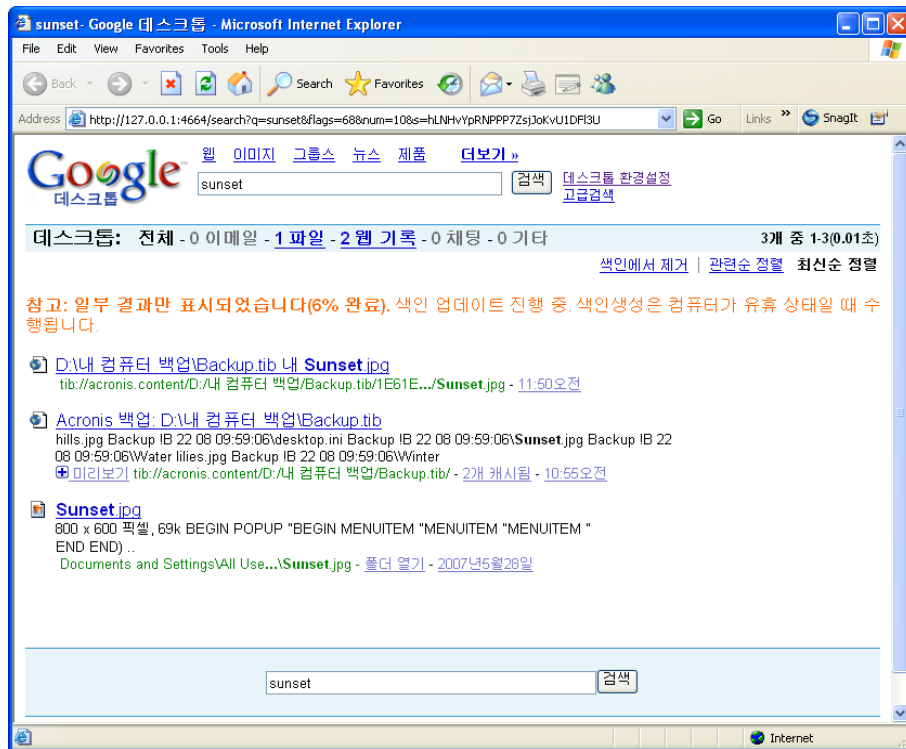 sunset- Google 데스크톱 - Microsoft Internet Explorer
File Edit View Favorites Tools Help
Back Search Favorites
Address http://127.0.0.1:4664/search?q=sunset&flags=68&num=10&s=hLNHvYpRNPPP7ZsjJoKvU1DFl3U Go Links » SnagIt
웹 이미지 그룹스 뉴스 제품 더보기 »
Google 데스크톱
sunset 검색 데스크톱 환경설정
고급검색
데스크톱: 전체 - 0 이메일 - 1 파일 - 2 웹 기록 - 0 채팅 - 0 기타 3개 중 1-3(0.01초)
색인에서 제거 | 관련순 정렬 최신순 정렬
참고: 일부 결과만 표시되었습니다(6% 완료). 색인 업데이트 진행 중. 색인생성은 컴퓨터가 유휴 상태일 때 수
행됩니다.
D:\내 컴퓨터 백업\Backup.tib 내 Sunset.jpg
tib://acronis.content/D:/내 컴퓨터 백업/Backup.tib/1E61E.../Sunset.jpg - 11:50오전
Acronis 백업: D:\내 컴퓨터 백업\Backup.tib
hills.jpg Backup !B 22 08 09:59:06\desktop.ini Backup !B 22 08 09:59:06\Sunset.jpg Backup !B 22
08 09:59:06\Water lilies.jpg Backup !B 22 08 09:59:06\Winter
미리보기 tib://acronis.content/D:/내 컴퓨터 백업/Backup.tib/ - 2개 캐시됨 - 10:55오전
Sunset.jpg
800 x 600 픽셀, 69k BEGIN POPUP "BEGIN MENUITEM "MENUITEM "MENUITEM "
END END) ..
Documents and Settings\All Use...\Sunset.jpg - 폴더 열기 - 2007년5월28일
sunset 검색
Internet